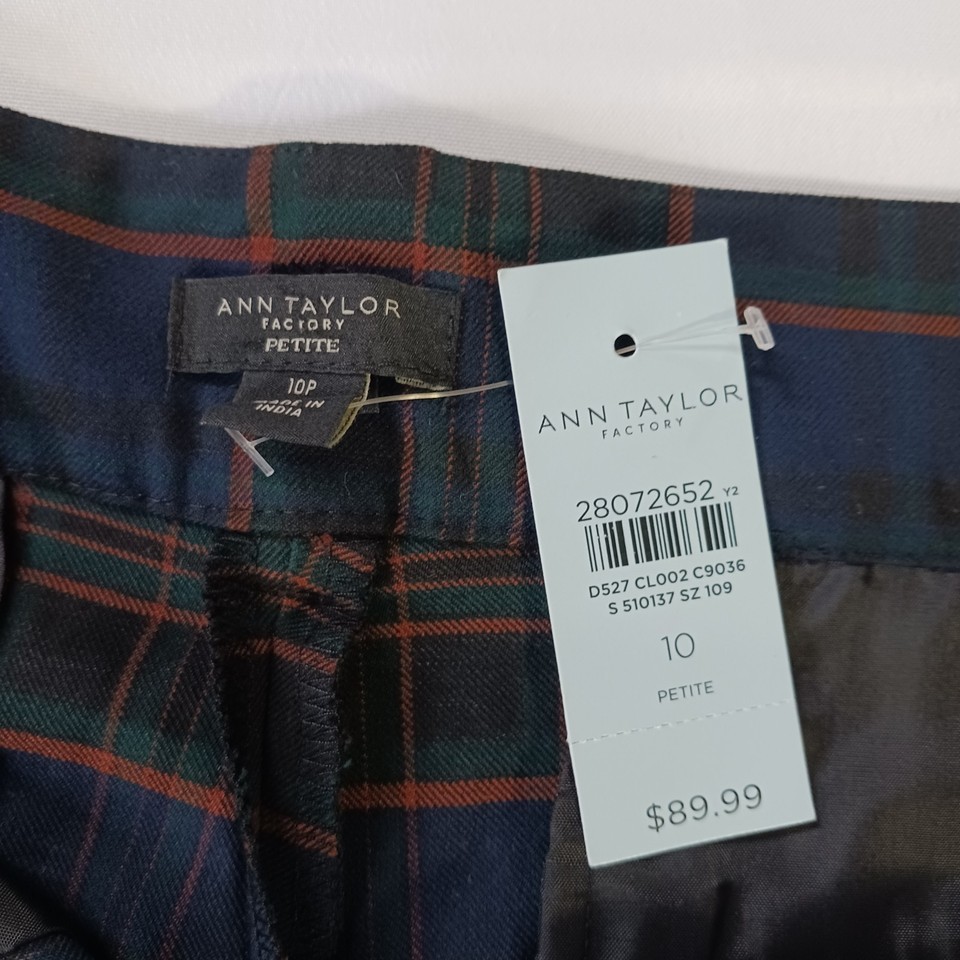 ANN TAYLOR
FACTORY
PETITE
10P
MADE IN
INDIA
ANN TAYLOR
FACTORY
28072652 Y2
D527 CL002 C9036
S 510137 SZ 109
10
PETITE
$89.99